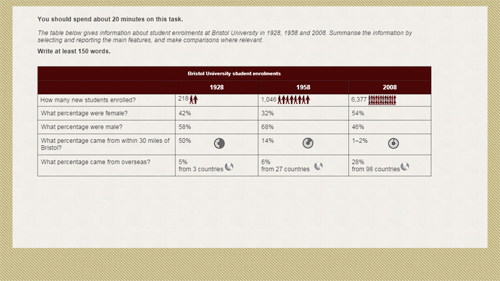 You should spend about 20 minutes on this task.
The table below gives information about student enrolments at Bristol University in 1928, 1958 and 2008. Summarise the information by
selecting and reporting the main features, and make comparisons where relevant.
Write at least 150 words.
Bristol University student enrolments
1928 1958 2008
How many new students enrolled? 218 1,046 6,377
What percentage were female? 42% 32% 54%
What percentage were male? 58% 68% 46%
What percentage came from within 30 miles of 50% 14% 1–2%
Bristol?
What percentage came from overseas? 5% 6% 28%
from 3 countries from 27 countries from 98 countries